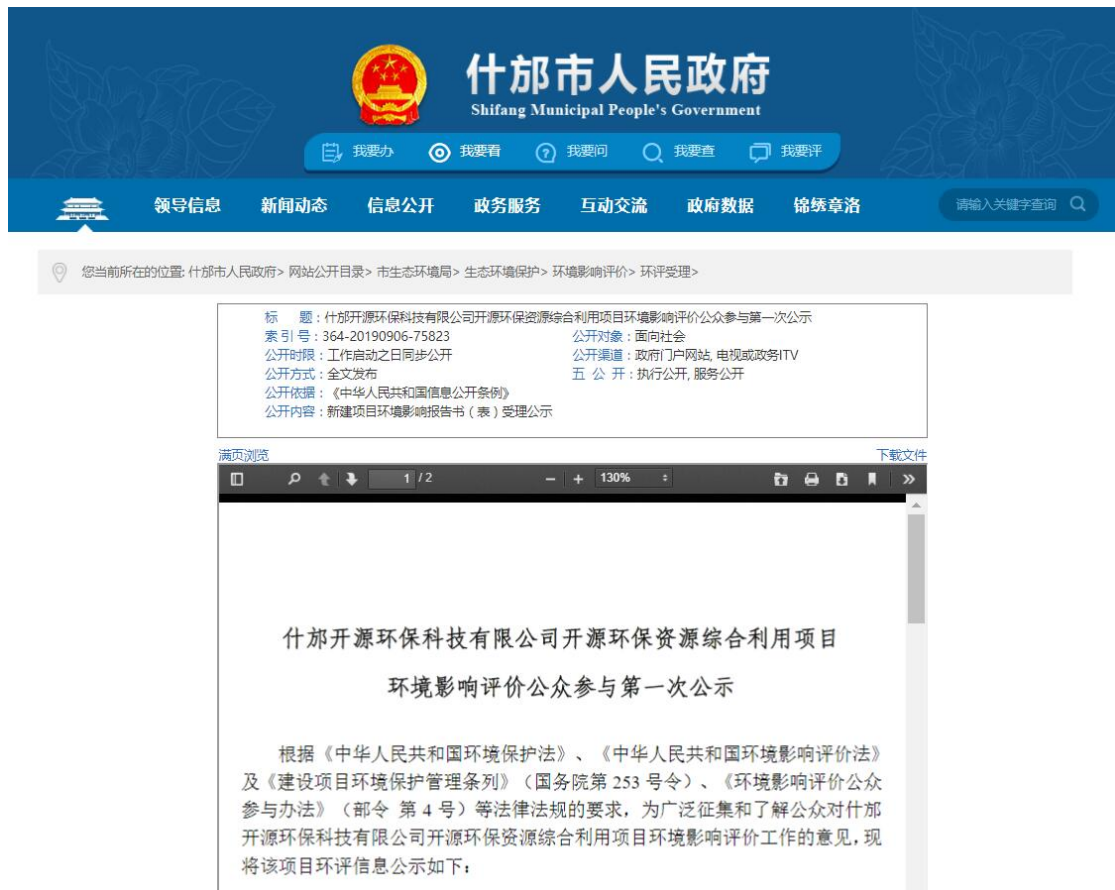 什邡市人民政府
Shifang Municipal People's Government
我要办 我要看 我要问 我要查 我要评
领导信息 新闻动态 信息公开 政务服务 互动交流 政府数据 锦绣章洛 请输入关键字查询
您当前所在的位置: 什邡市人民政府> 网站公开目录> 市生态环境局> 生态环境保护> 环境影响评价> 环评受理>
标 题：什邡开源环保科技有限公司开源环保资源综合利用项目环境影响评价公众参与第一次公示
索 引 号：364-20190906-75823 公开对象：面向社会
公开时限：工作启动之日同步公开 公开渠道：政府门户网站, 电视或政务ITV
公开方式：全文发布 五 公 开：执行公开, 服务公开
公开依据：《中华人民共和国信息公开条例》
公开内容：新建项目环境影响报告书（表）受理公示
满页浏览 下载文件
1 / 2 130%
什邡开源环保科技有限公司开源环保资源综合利用项目
环境影响评价公众参与第一次公示
根据《中华人民共和国环境保护法》、《中华人民共和国环境影响评价法》
及《建设项目环境保护管理条列》（国务院第 253 号令）、《环境影响评价公众
参与办法》（部令 第 4 号）等法律法规的要求，为广泛征集和了解公众对什邡
开源环保科技有限公司开源环保资源综合利用项目环境影响评价工作的意见，现
将该项目环评信息公示如下：